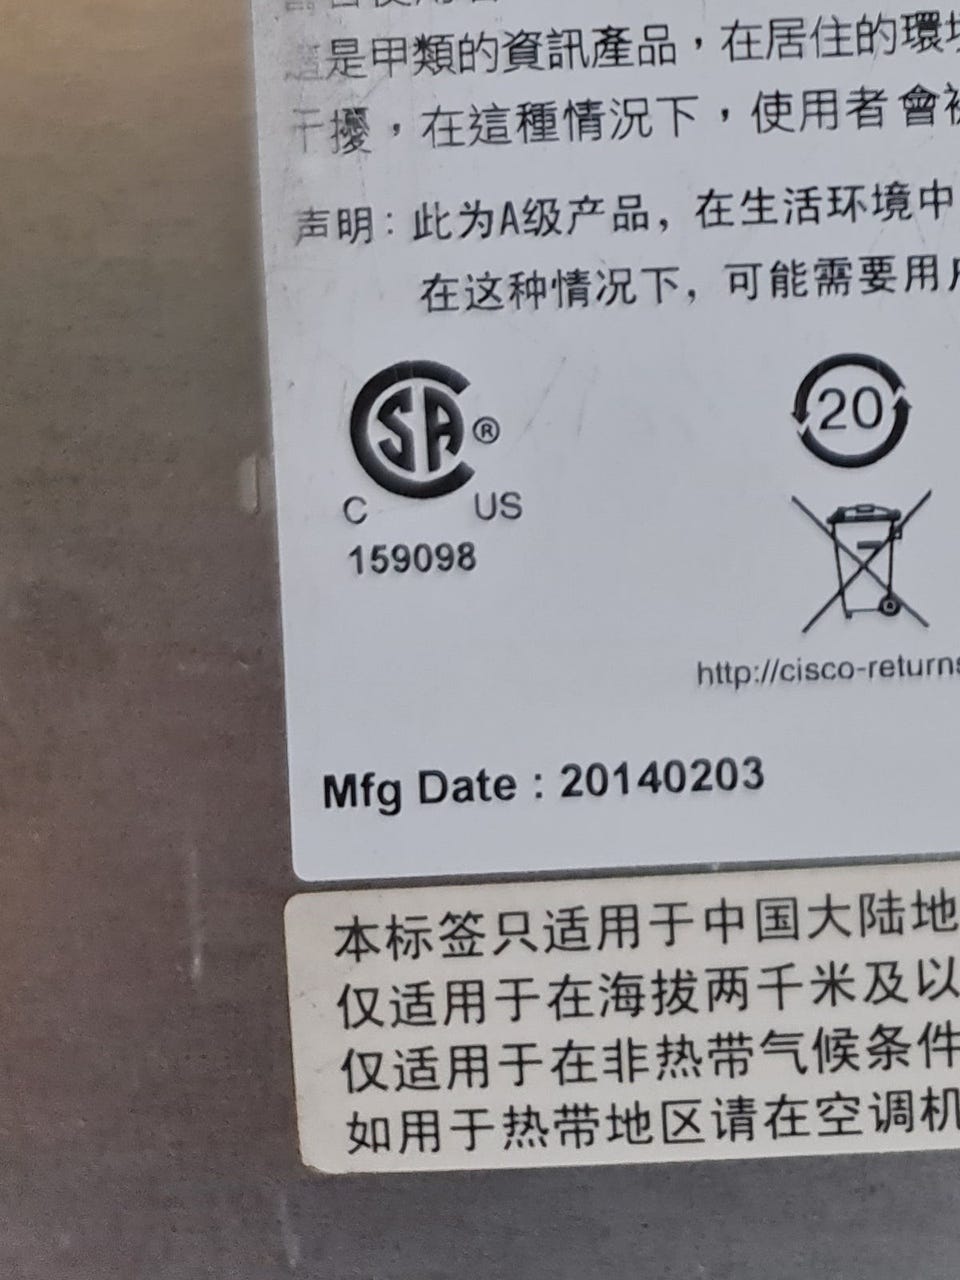 是甲類的資訊產品，在居住的環
干擾，在這種情況下，使用者會被
声明：此为A级产品，在生活环境中
在这种情况下，可能需要用户
CSA®
C US
159098
20
http://cisco-returns
Mfg Date : 20140203
本标签只适用于中国大陆地
仅适用于在海拔两千米及以
仅适用于在非热带气候条件
如用于热带地区请在空调机